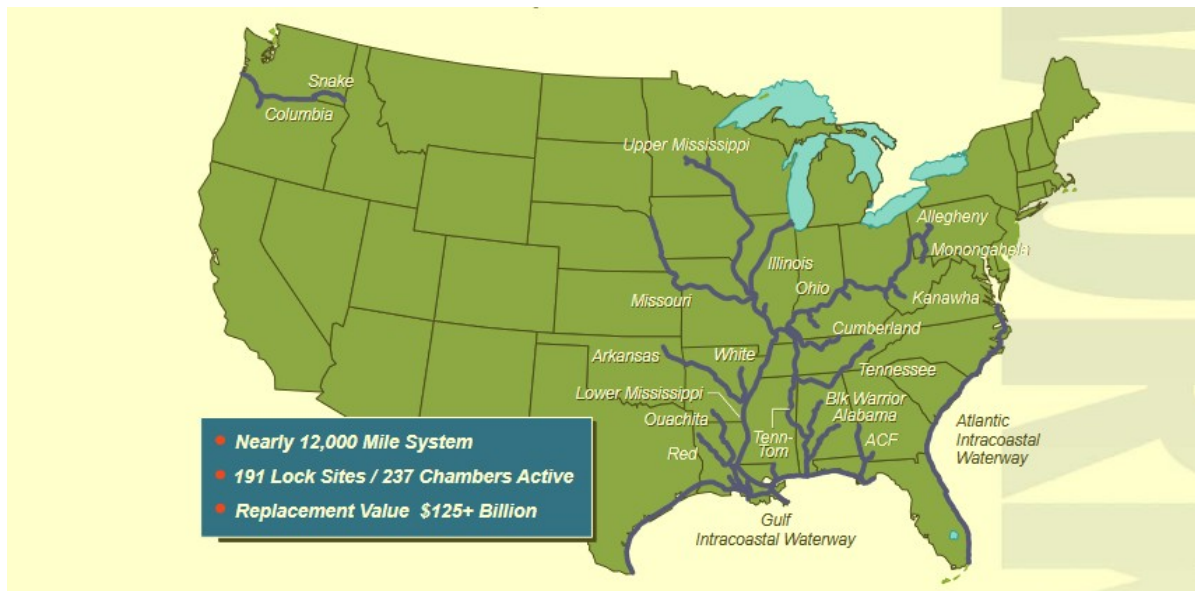 Snake
Columbia
Upper Mississippi
Allegheny
Monongahela
Illinois
Ohio
Missouri
Kanawha
Cumberland
Arkansas
White
Tennessee
Lower Mississippi
Blk Warrior
Ouachita
Alabama
Tenn-
Tom
ACF
Red
Atlantic
Intracoastal
Waterway
• Nearly 12,000 Mile System
• 191 Lock Sites / 237 Chambers Active
• Replacement Value $125+ Billion
Gulf
Intracoastal Waterway